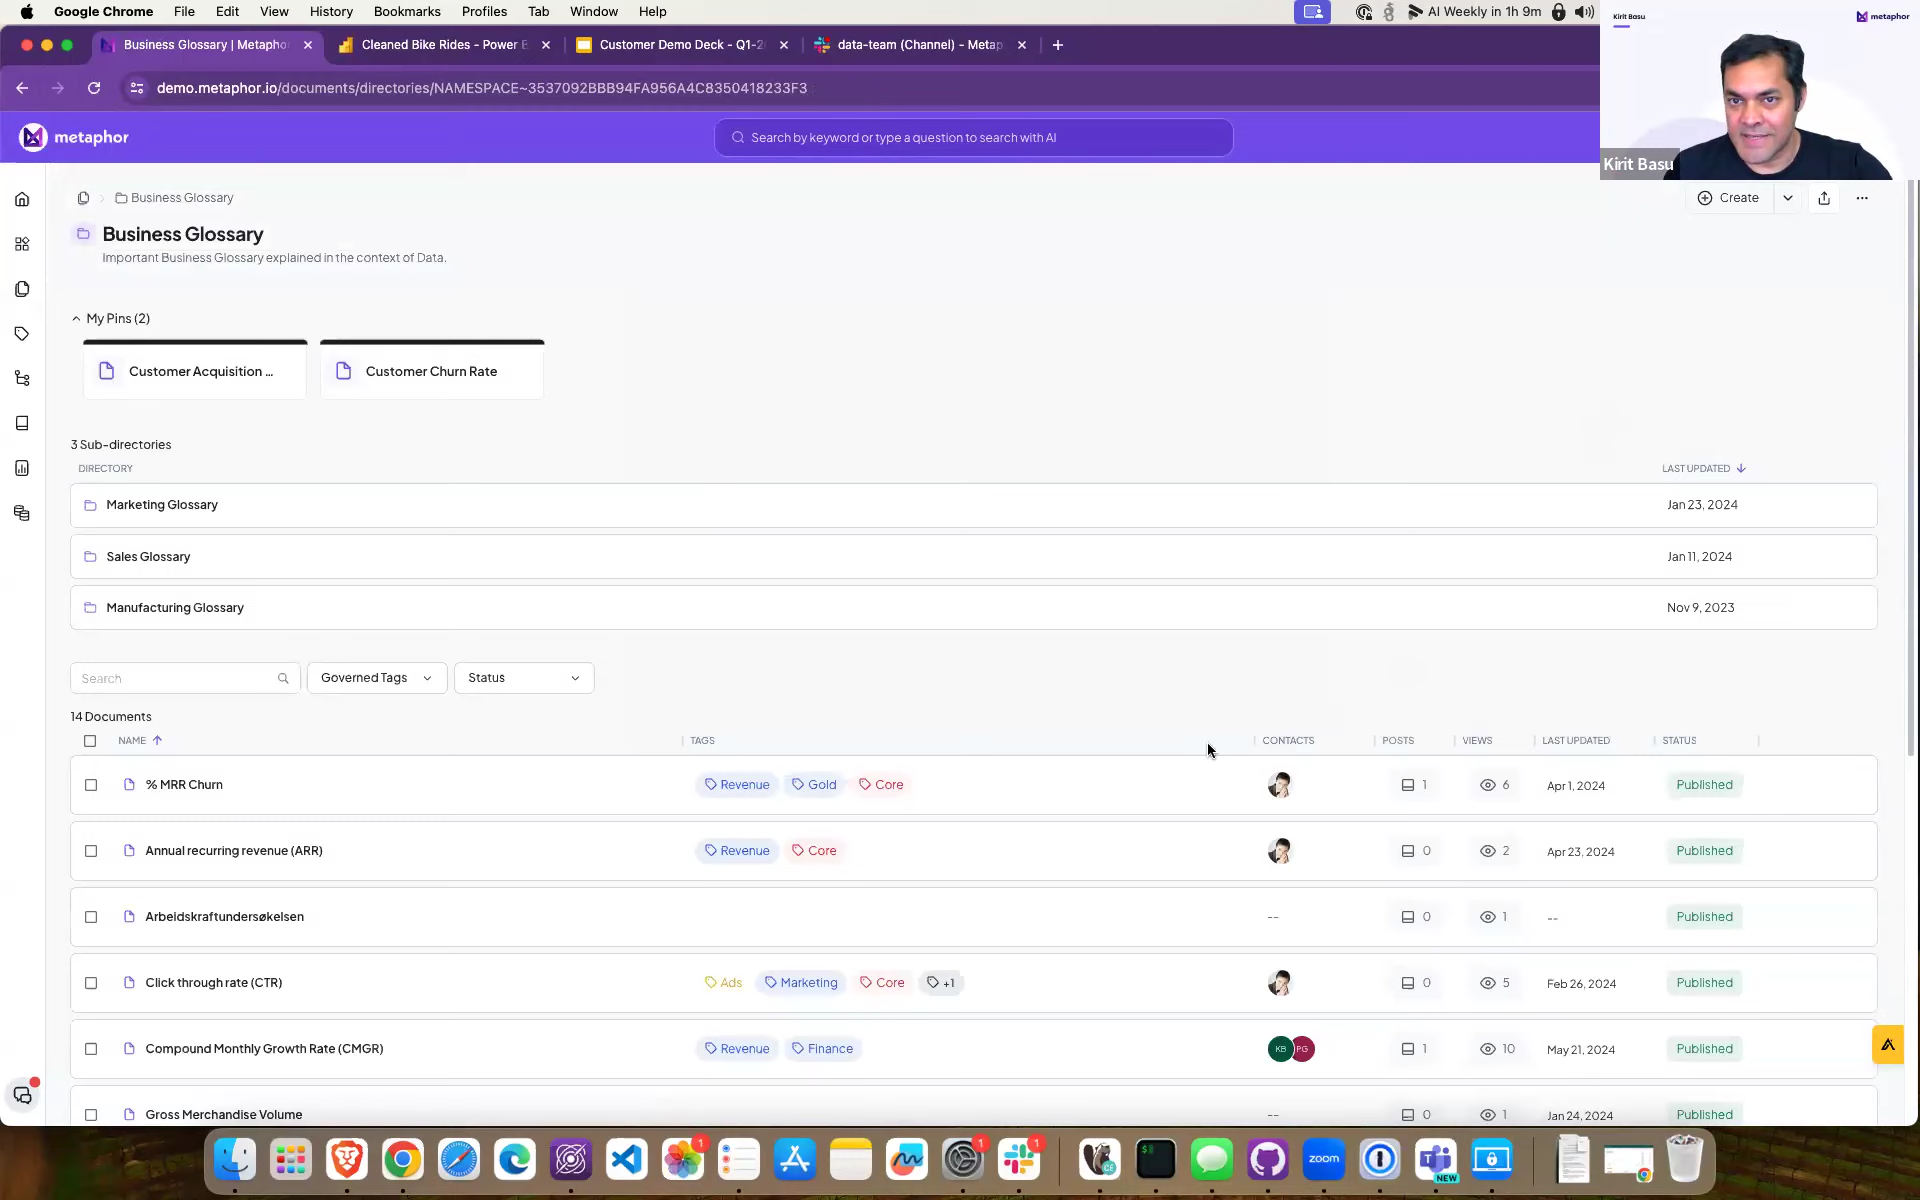 Google Chrome File Edit View History Bookmarks Profiles Tab Window Help AI Weekly in 1h 9m
Business Glossary | Metapho Cleaned Bike Rides - Power E Customer Demo Deck - Q1-2 data-team (Channel) - Metap
demo.metaphor.io/documents/directories/NAMESPACE~3537092BBB94FA956A4C8350418233F3
Kirit Basu metaphor
Kirit Basu
metaphor Search by keyword or type a question to search with AI
Business Glossary Create
Business Glossary
Important Business Glossary explained in the context of Data.
My Pins (2)
Customer Acquisition ... Customer Churn Rate
3 Sub-directories
DIRECTORY LAST UPDATED
Marketing Glossary Jan 23, 2024
Sales Glossary Jan 11, 2024
Manufacturing Glossary Nov 9, 2023
Search Governed Tags Status
14 Documents
NAME TAGS CONTACTS POSTS VIEWS LAST UPDATED STATUS
% MRR Churn Revenue Gold Core 1 6 Apr 1, 2024 Published
Annual recurring revenue (ARR) Revenue Core 0 2 Apr 23, 2024 Published
Arbeidskraftundersøkelsen -- 0 1 -- Published
Click through rate (CTR) Ads Marketing Core +1 0 5 Feb 26, 2024 Published
Compound Monthly Growth Rate (CMGR) Revenue Finance KB PG 1 10 May 21, 2024 Published
Gross Merchandise Volume -- 0 1 Jan 24, 2024 Published
1 1 1 zoom NEW